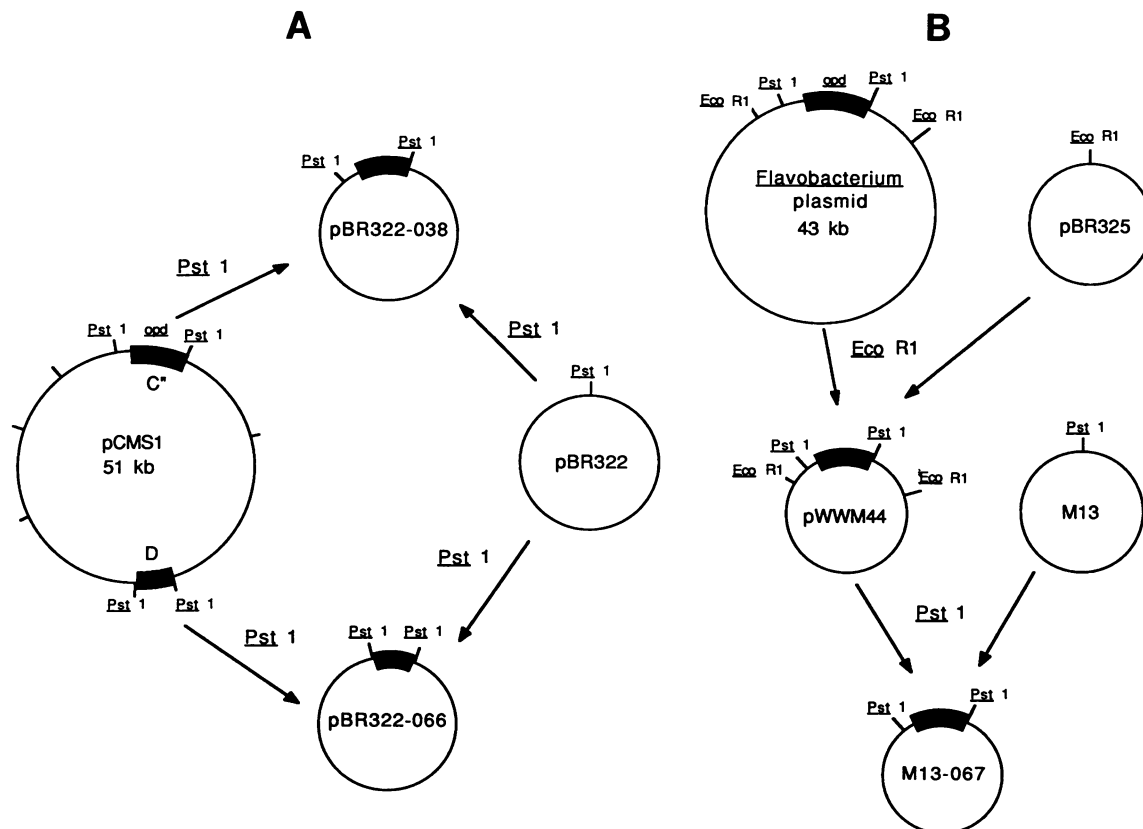 A
Pst 1
Pst 1
pBR322-038
Pst 1
Pst 1
opd
Pst 1
C"
pCMS1
51 kb
D
Pst 1
Pst 1
Pst 1
Pst 1
pBR322
Pst 1
Pst 1
Pst 1
Pst 1
pBR322-066
B
Eco R1
Pst 1
opd
Pst 1
Eco R1
Flavobacterium
plasmid
43 kb
Eco R1
pBR325
Eco R1
Pst 1
Pst 1
Eco R1
Eco R1
pWWM44
Pst 1
M13
Pst 1
Pst 1
Pst 1
M13-067